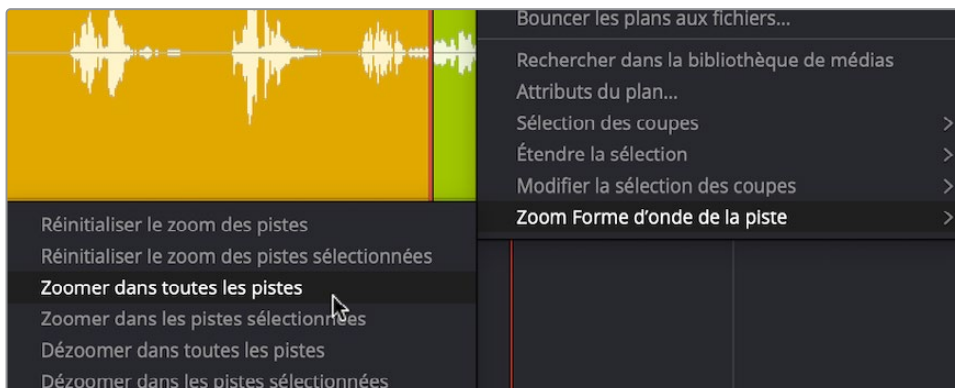 Bouncer les plans aux fichiers...
Rechercher dans la bibliothèque de médias
Attributs du plan...
Sélection des coupes
Étendre la sélection
Modifier la sélection des coupes
Zoom Forme d’onde de la piste
Réinitialiser le zoom des pistes
Réinitialiser le zoom des pistes sélectionnées
Zoomer dans toutes les pistes
Zoomer dans les pistes sélectionnées
Dézoomer dans toutes les pistes
Dézoomer dans les pistes sélectionnées